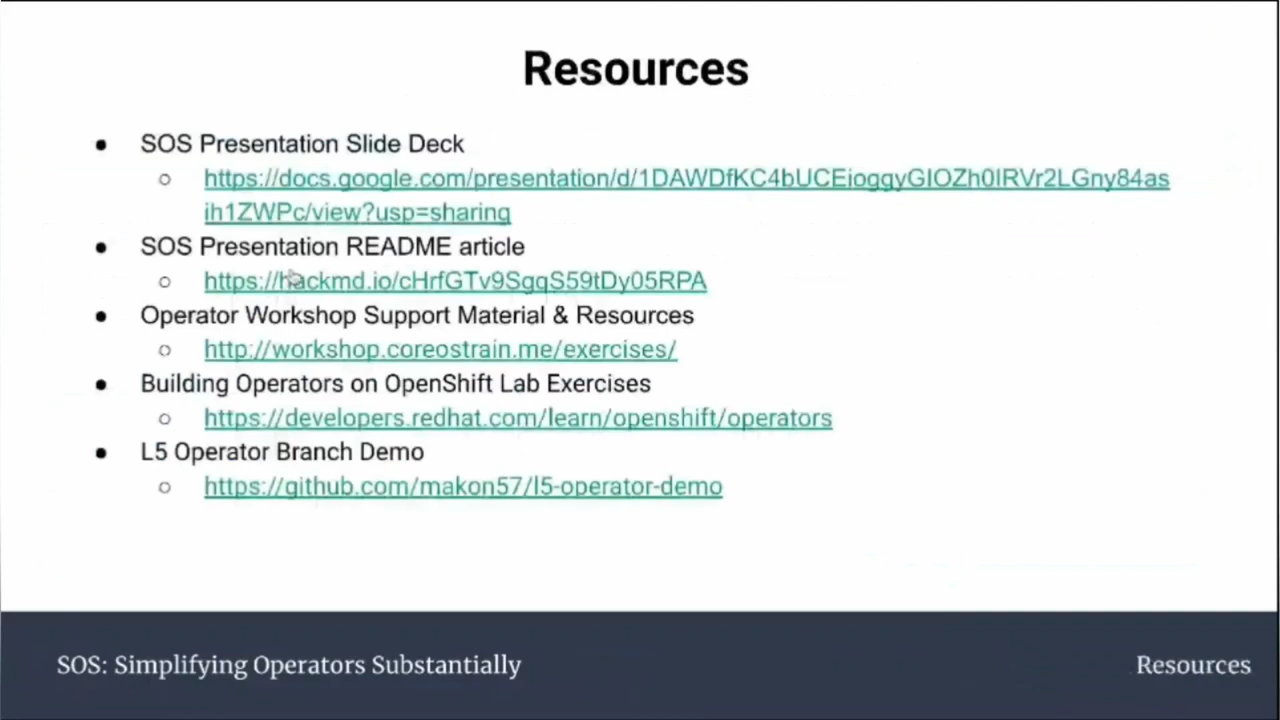 Resources
● SOS Presentation Slide Deck
○ https://docs.google.com/presentation/d/1DAWDfKC4bUCEjoggyGIOZh0IRVr2LGny84as
ih1ZWPc/view?usp=sharing
● SOS Presentation README article
○ https://hackmd.io/cHrfGTv9SgqS59tDy05RPA
● Operator Workshop Support Material & Resources
○ http://workshop.coreostrain.me/exercises/
● Building Operators on OpenShift Lab Exercises
○ https://developers.redhat.com/learn/openshift/operators
● L5 Operator Branch Demo
○ https://github.com/makon57/l5-operator-demo
SOS: Simplifying Operators Substantially
Resources